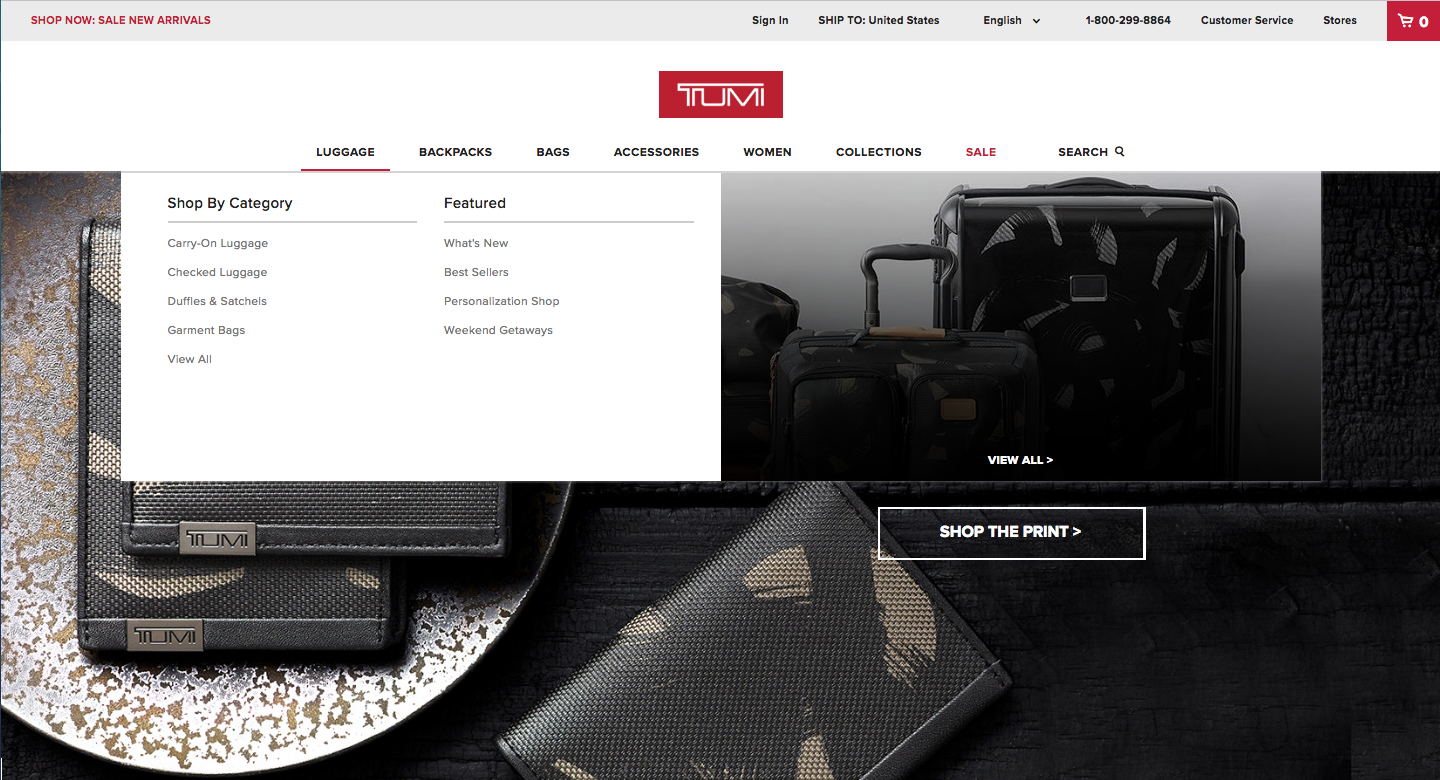 SHOP NOW: SALE NEW ARRIVALS
Sign In
SHIP TO: United States
English
1-800-299-8864
Customer Service
Stores
0
TUMI
LUGGAGE
BACKPACKS
BAGS
ACCESSORIES
WOMEN
COLLECTIONS
SALE
SEARCH
Shop By Category
Carry-On Luggage
Checked Luggage
Duffles & Satchels
Garment Bags
View All
Featured
What's New
Best Sellers
Personalization Shop
Weekend Getaways
VIEW ALL >
SHOP THE PRINT >
TUMI
TUMI